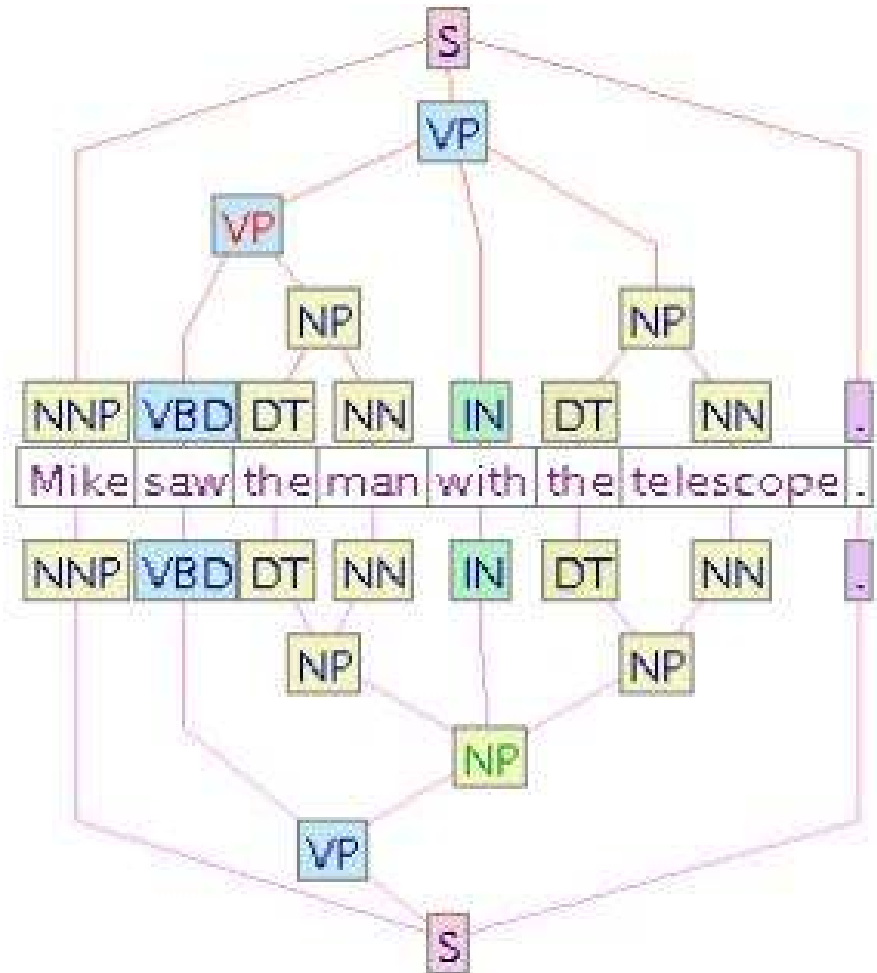 S
VP
VP
NP NP
NNP VBD DT NN IN DT NN .
Mike saw the man with the telescope .
NNP VBD DT NN IN DT NN .
NP NP
NP
VP
S